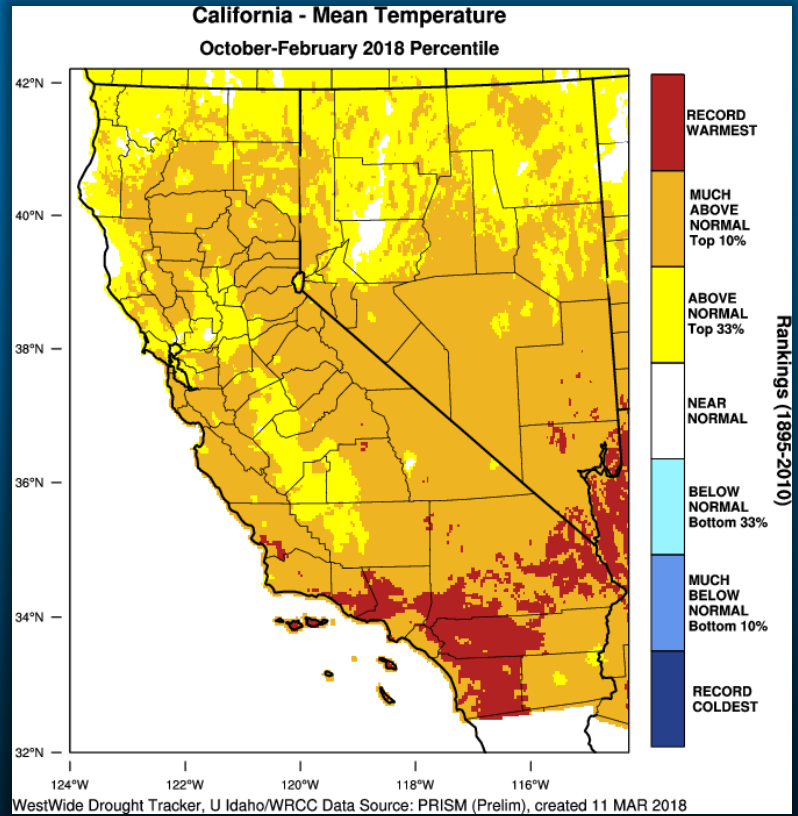 California - Mean Temperature
October-February 2018 Percentile
42°N
40°N
38°N
36°N
34°N
32°N
124°W
122°W
120°W
118°W
116°W
RECORD
WARMEST
MUCH
ABOVE
NORMAL
Top 10%
ABOVE
NORMAL
Top 33%
NEAR
NORMAL
BELOW
NORMAL
Bottom 33%
MUCH
BELOW
NORMAL
Bottom 10%
RECORD
COLDEST
Rankings (1895-2010)
WestWide Drought Tracker, U Idaho/WRCC Data Source: PRISM (Prelim), created 11 MAR 2018